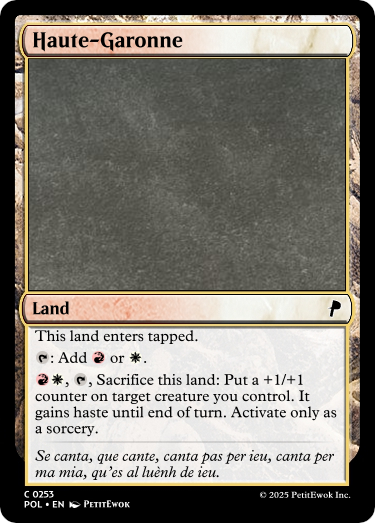 Haute-Garonne
Land
This land enters tapped.
: Add or .
, , Sacrifice this land: Put a +1/+1
counter on target creature you control. It
gains haste until end of turn. Activate only as
a sorcery.
Se canta, que cante, canta pas per ieu, canta per
ma mia, qu'es al luènh de ieu.
C 0253
POL • EN PetitEwok
© 2025 PetitEwok Inc.